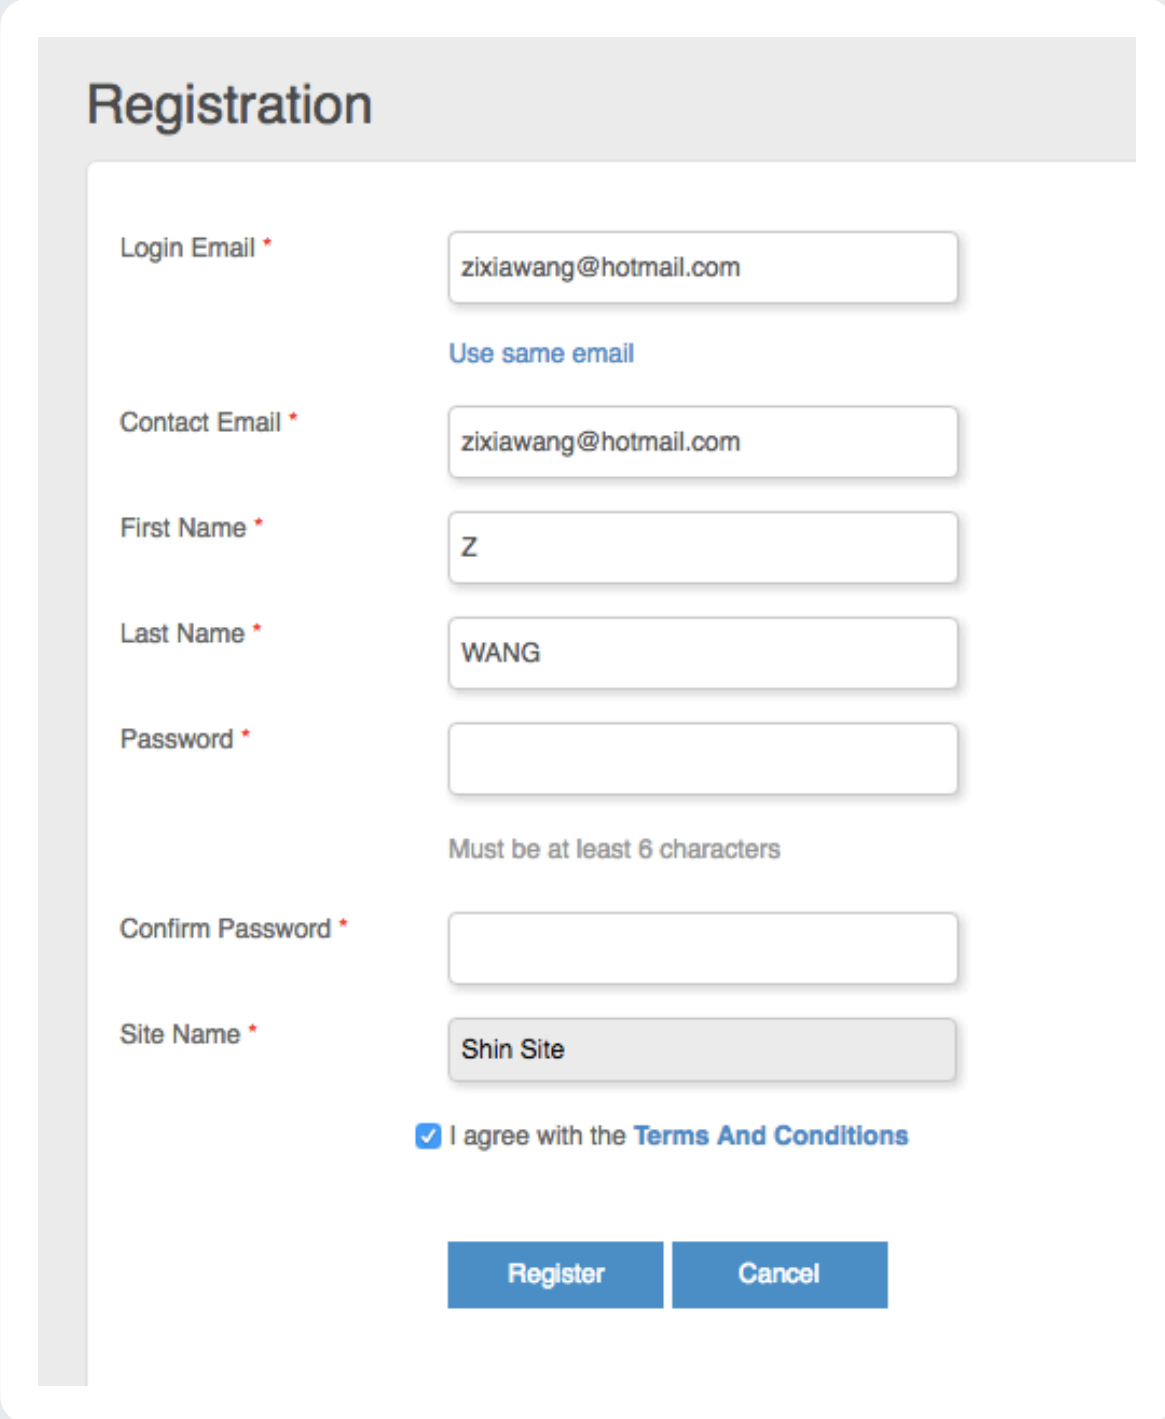 Registration
Login Email *
zixiawang@hotmail.com
Use same email
Contact Email *
zixiawang@hotmail.com
First Name *
Z
Last Name *
WANG
Password *
Must be at least 6 characters
Confirm Password *
Site Name *
Shin Site
I agree with the Terms And Conditions
Register Cancel